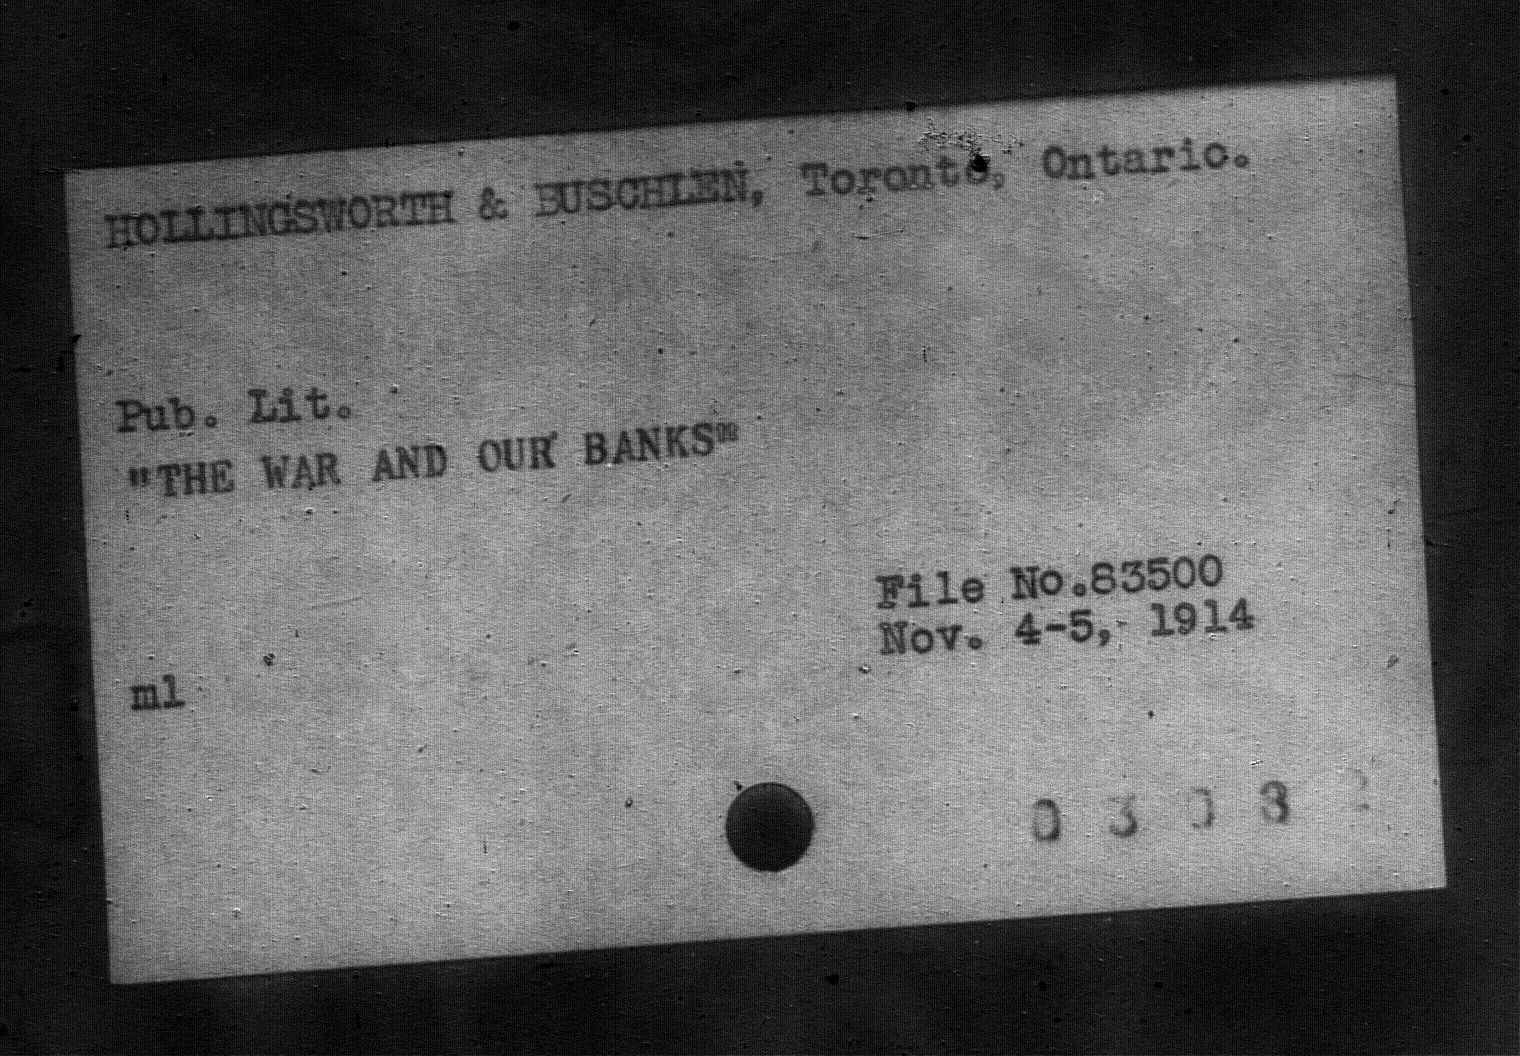 HOLLINGSWORTH & BUSCHLEN, Toronto, Ontario.
Pub. Lit.
"THE WAR AND OUR BANKS"
File No.83500
Nov. 4-5, 1914
ml